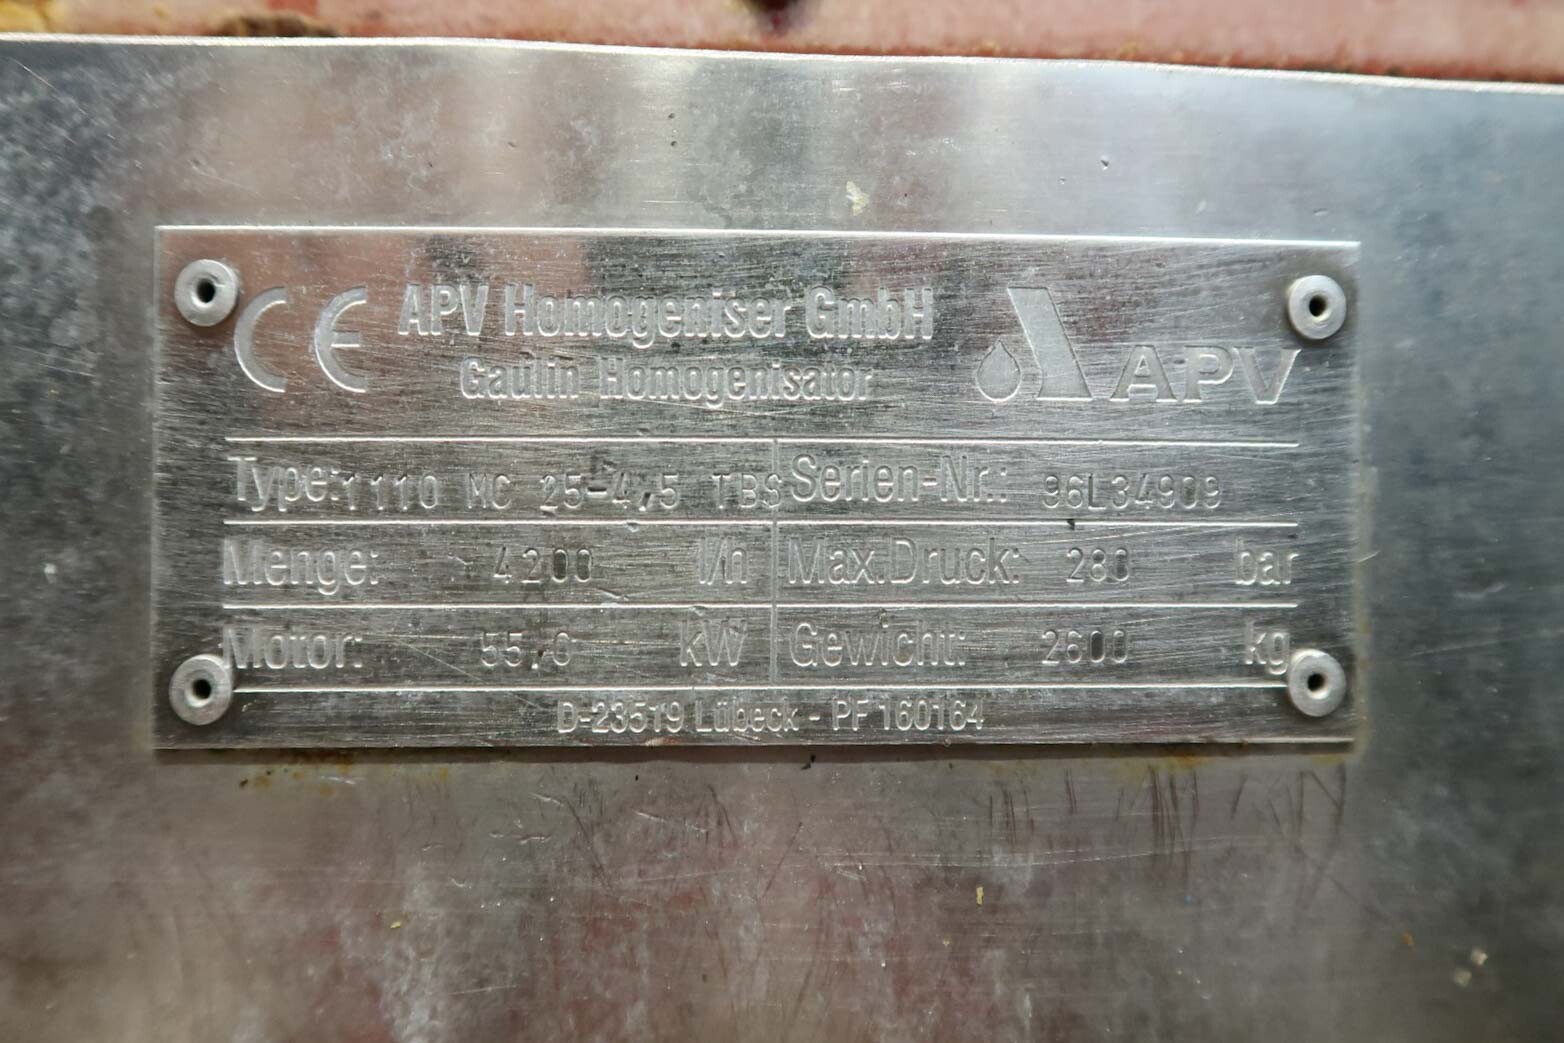 CE APV Homogeniser GmbH
Gaulin Homogenisator
APV
Type: 1110 MC 25-4,5 TBS Serien-Nr.: 96L34909
Menge: 4200 l/h Max.Druck: 280 bar
Motor: 55,0 kW Gewicht: 2600 kg
D-23519 Lübeck - PF 160164